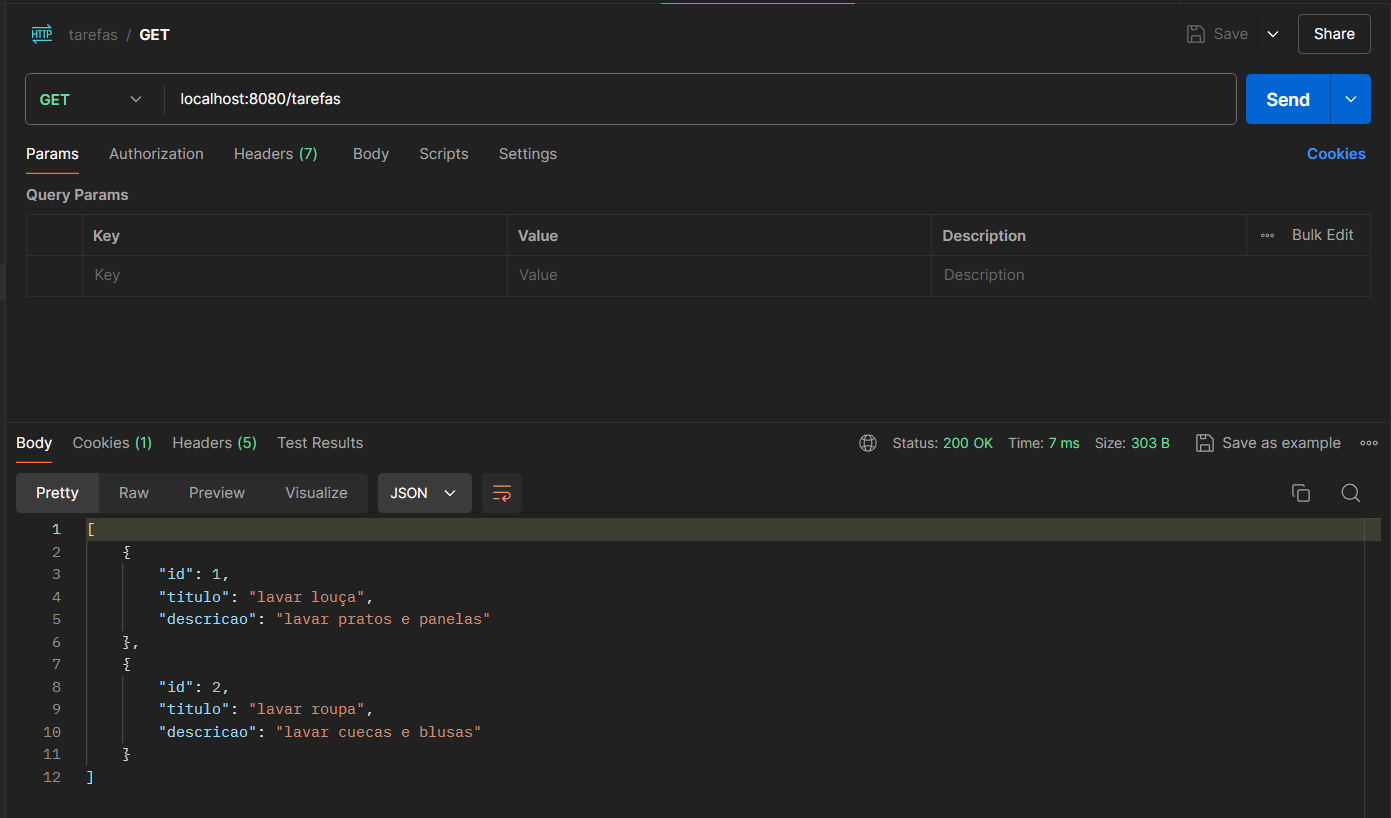 HTTP tarefas / GET Save Share
GET localhost:8080/tarefas Send
Params Authorization Headers (7) Body Scripts Settings Cookies
Query Params
Key Value Description ooo Bulk Edit
Key Value Description
Body Cookies (1) Headers (5) Test Results Status: 200 OK Time: 7 ms Size: 303 B Save as example ooo
Pretty Raw Preview Visualize JSON
1 [
2 {
3 "id": 1,
4 "titulo": "lavar louça",
5 "descricao": "lavar pratos e panelas"
6 },
7 {
8 "id": 2,
9 "titulo": "lavar roupa",
10 "descricao": "lavar cuecas e blusas"
11 }
12 ]